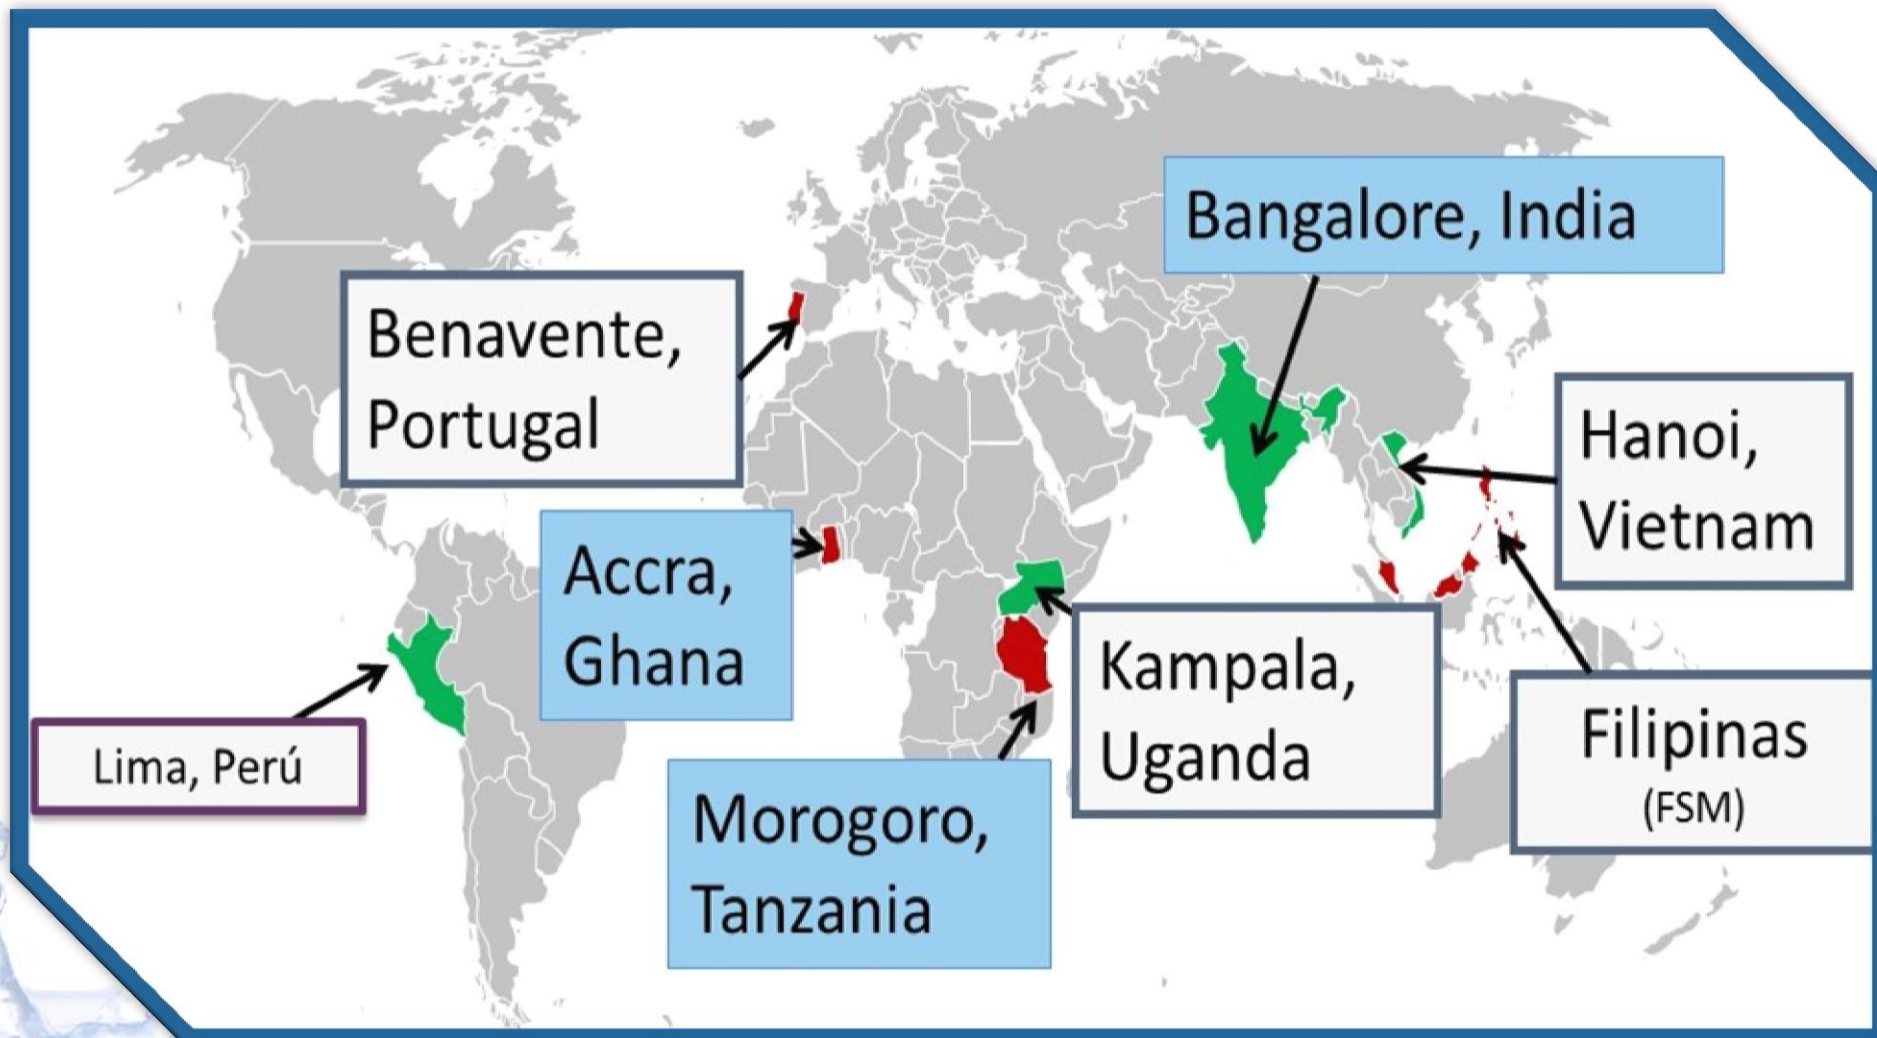 Bangalore, India
Benavente,
Portugal
Hanoi,
Vietnam
Accra,
Ghana
Kampala,
Uganda
Lima, Perú
Filipinas
(FSM)
Morogoro,
Tanzania